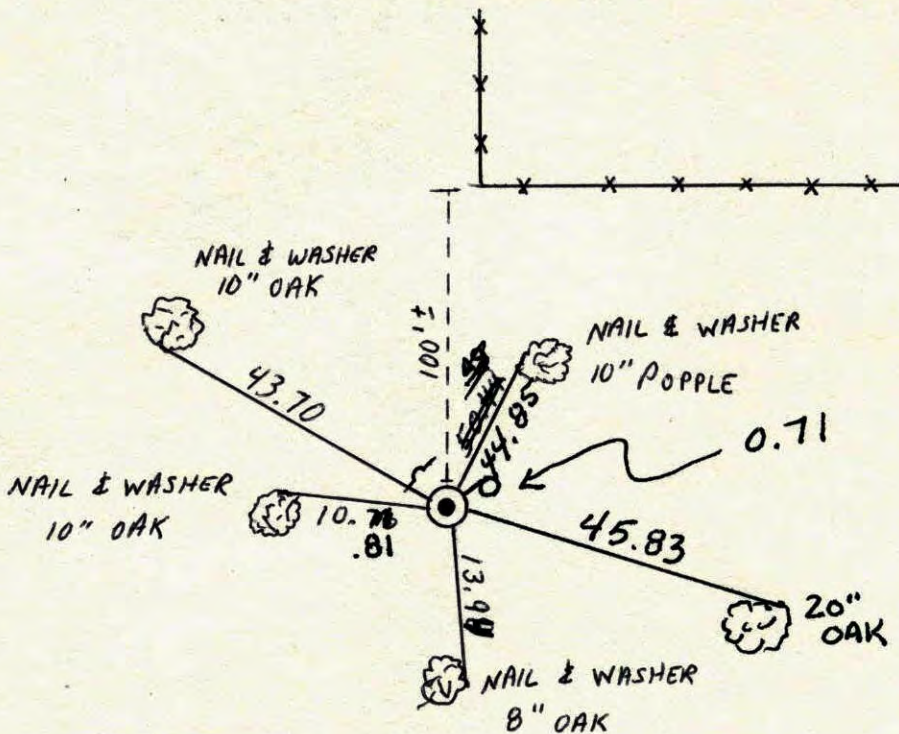 NAIL & WASHER
10" OAK
100' ±
NAIL & WASHER
10" POPPLE
43.70
44.85
0.71
NAIL & WASHER
10" OAK
10.
.81
45.83
13.9
20"
OAK
NAIL & WASHER
8" OAK